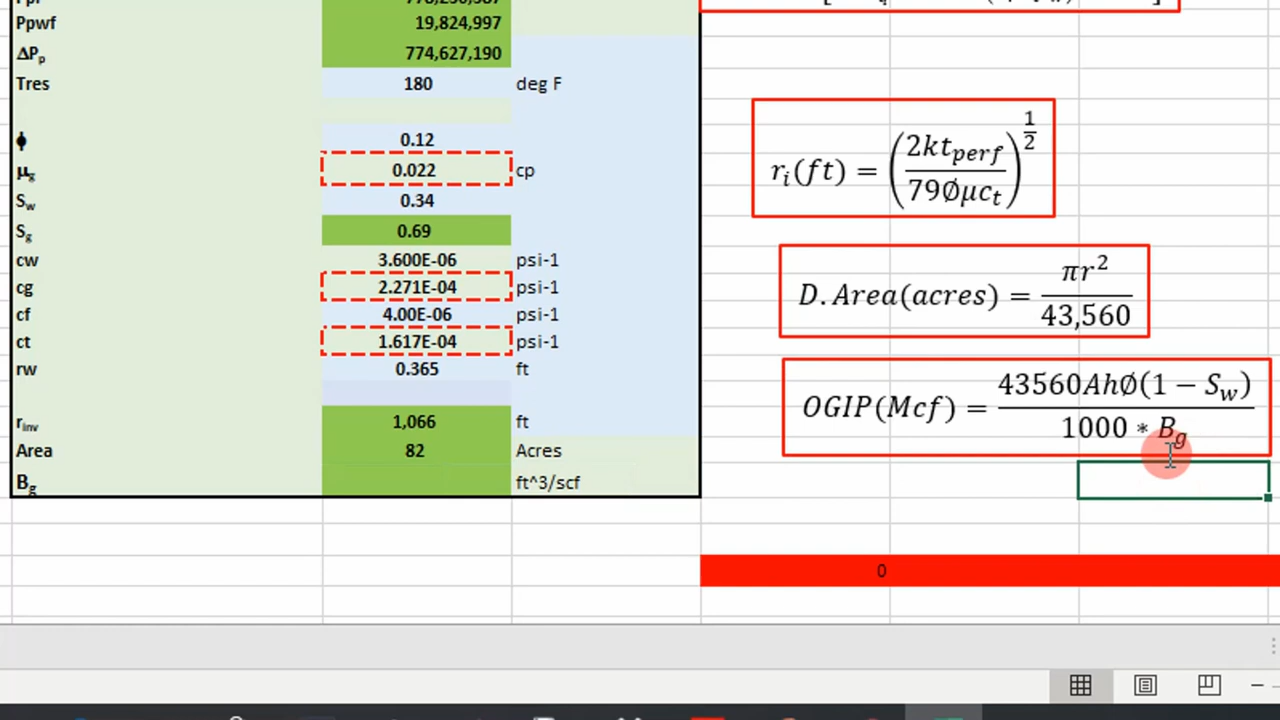 Ppwf 19,824,997
ΔPp 774,627,190
Tres 180 deg F
ϕ 0.12
μg 0.022 cp
Sw 0.34
Sg 0.69
cw 3.600E-06 psi-1
cg 2.271E-04 psi-1
cf 4.00E-06 psi-1
ct 1.617E-04 psi-1
rw 0.365 ft
rinv 1,066 ft
Area 82 Acres
Bg ft^3/scf
ri(ft) = (2ktperf / 79Øμct)^1/2
D.Area(acres) = πr² / 43,560
OGIP(Mcf) = 43560AhØ(1 − Sw) / 1000 * Bg
0